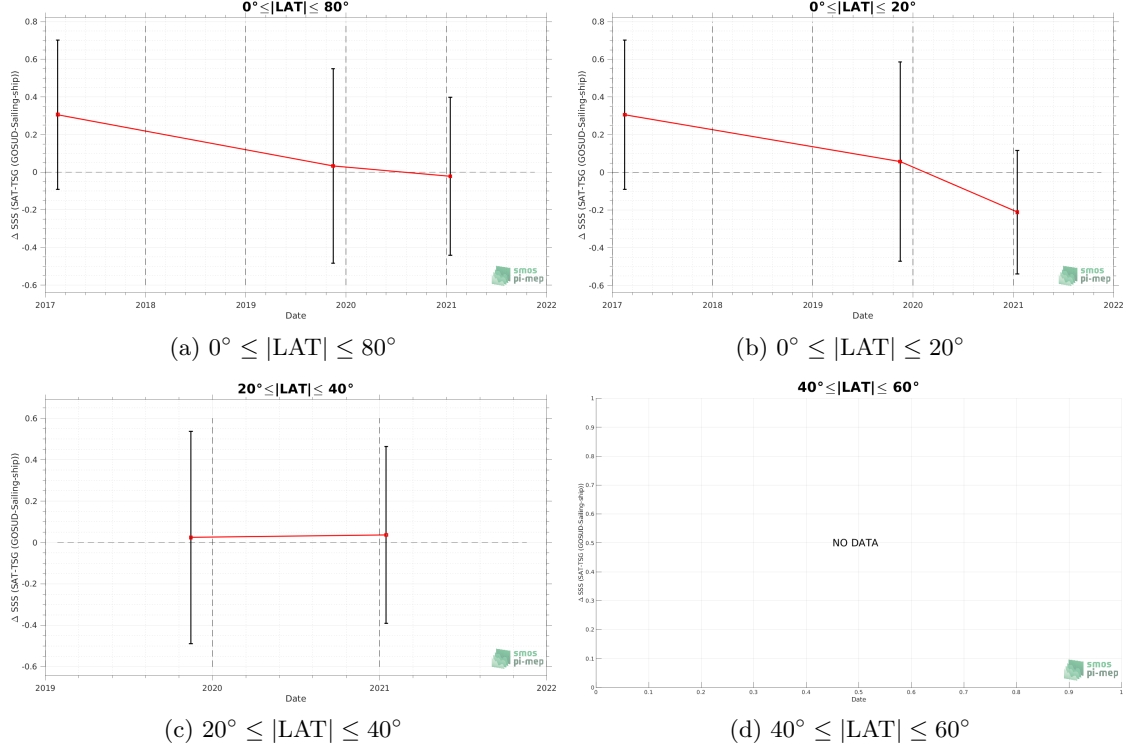 0°≤|LAT|≤ 80°
0.8
0.6
0.4
0.2
0
-0.2
-0.4
-0.6
Δ SSS (SAT-TSG (GOSUD-Sailing-ship))
2017 2018 2019 2020 2021 2022
Date
smos
pi-mep
(a) 0° ≤ |LAT| ≤ 80°
0°≤|LAT|≤ 20°
0.8
0.6
0.4
0.2
0
-0.2
-0.4
-0.6
Δ SSS (SAT-TSG (GOSUD-Sailing-ship))
2017 2018 2019 2020 2021 2022
Date
smos
pi-mep
(b) 0° ≤ |LAT| ≤ 20°
20°≤|LAT|≤ 40°
0.6
0.4
0.2
0
-0.2
-0.4
-0.6
Δ SSS (SAT-TSG (GOSUD-Sailing-ship))
2019 2020 2021 2022
Date
smos
pi-mep
(c) 20° ≤ |LAT| ≤ 40°
40°≤|LAT|≤ 60°
1
0.9
0.8
0.7
0.6
0.5
0.4
0.3
0.2
0.1
0
Δ SSS (SAT-TSG (GOSUD-Sailing-ship))
NO DATA
0 0.1 0.2 0.3 0.4 0.5 0.6 0.7 0.8 0.9 1
Date
smos
pi-mep
(d) 40° ≤ |LAT| ≤ 60°